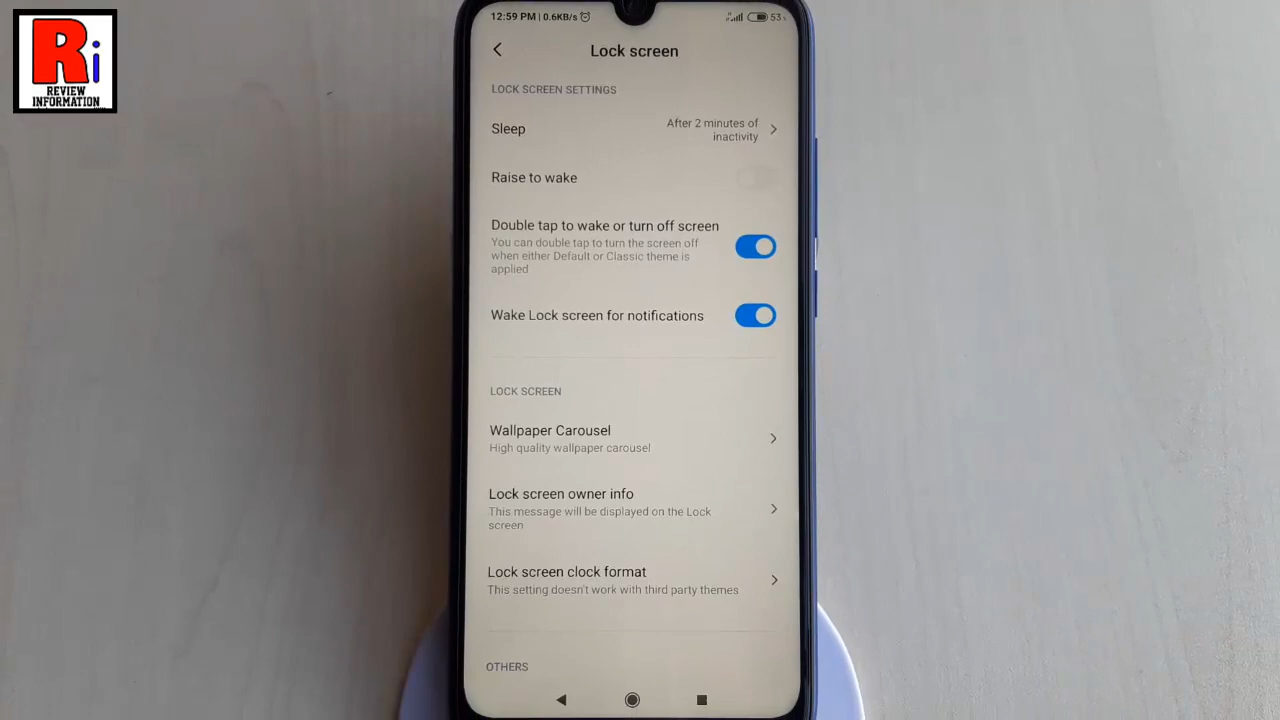 Ri
REVIEW
INFORMATION
12:59 PM | 0.6KB/s
53
Lock screen
LOCK SCREEN SETTINGS
Sleep
After 2 minutes of
inactivity
Raise to wake
Double tap to wake or turn off screen
You can double tap to turn the screen off
when either Default or Classic theme is
applied
Wake Lock screen for notifications
LOCK SCREEN
Wallpaper Carousel
High quality wallpaper carousel
Lock screen owner info
This message will be displayed on the Lock
screen
Lock screen clock format
This setting doesn't work with third party themes
OTHERS